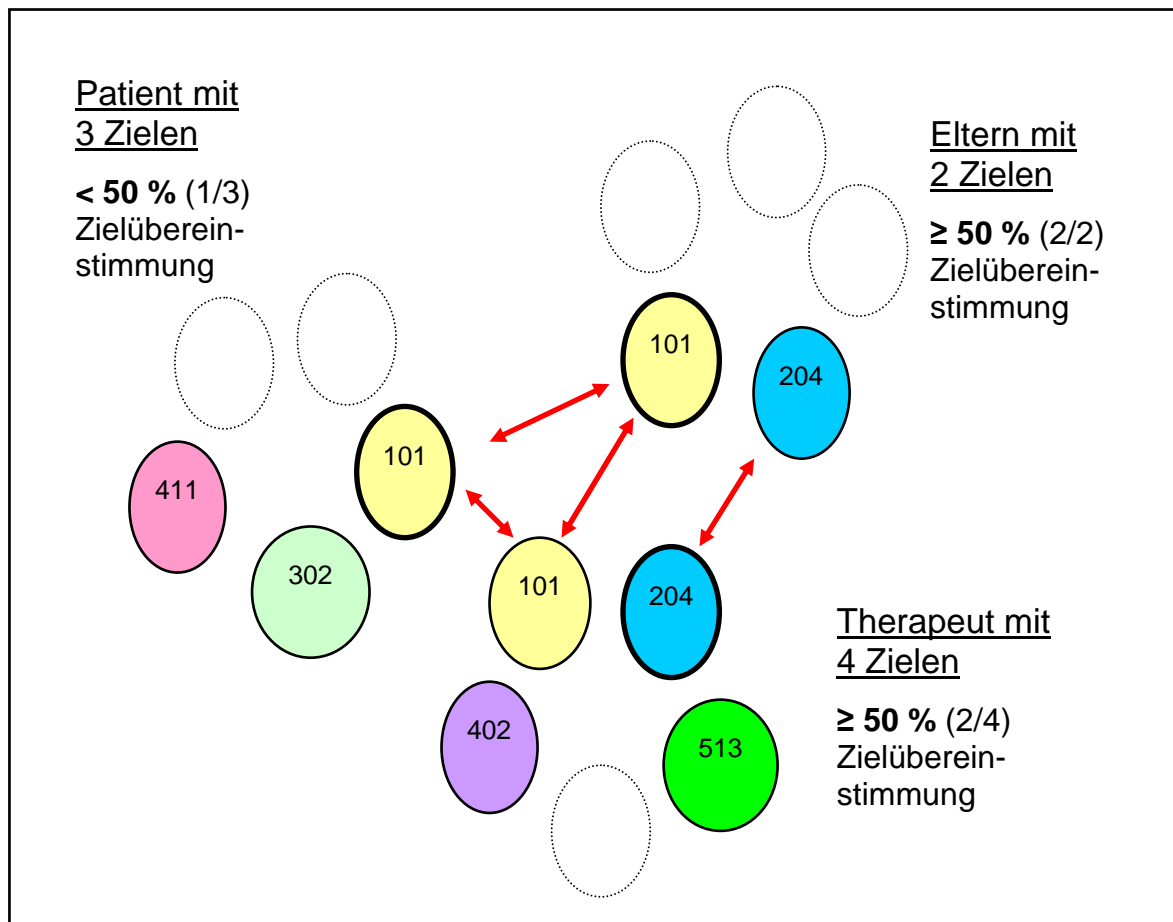 Patient mit
3 Zielen
< 50 % (1/3)
Zielüberein-
stimmung
Eltern mit
2 Zielen
≥ 50 % (2/2)
Zielüberein-
stimmung
101
204
101
411
302
101
204
402
513
Therapeut mit
4 Zielen
≥ 50 % (2/4)
Zielüberein-
stimmung